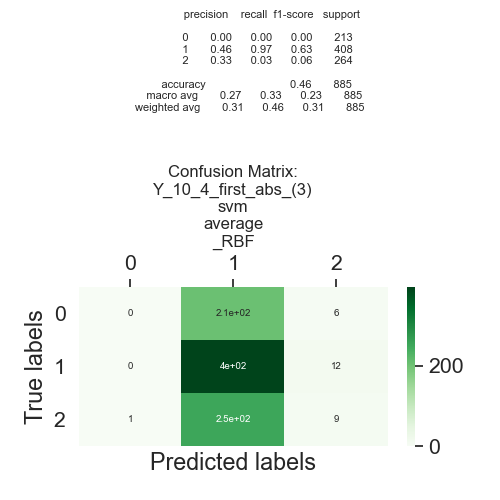 precision recall f1-score support
0 0.00 0.00 0.00 213
1 0.46 0.97 0.63 408
2 0.33 0.03 0.06 264
accuracy 0.46 885
macro avg 0.27 0.33 0.23 885
weighted avg 0.31 0.46 0.31 885
Confusion Matrix:
Y_10_4_first_abs_(3)
svm
average
_RBF
0 1 2
0 0 2.1e+02 6
1 0 4e+02 12
2 1 2.5e+02 9
True labels
Predicted labels
200
0